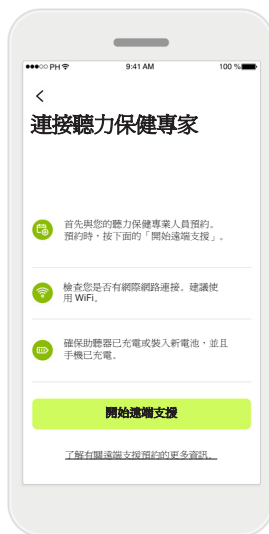 ●●●○○ PH 9:41 AM 100 %
連接聽力保健專家
首先與您的聽力保健專業人員預約。
預約時，按下面的「開始遠端支援」。
檢查您是否有網際網路連接。建議使
用 WiFi。
確保助聽器已充電或裝入新電池，並且
手機已充電。
開始遠端支援
了解有關遠端支援預約的更多資訊。